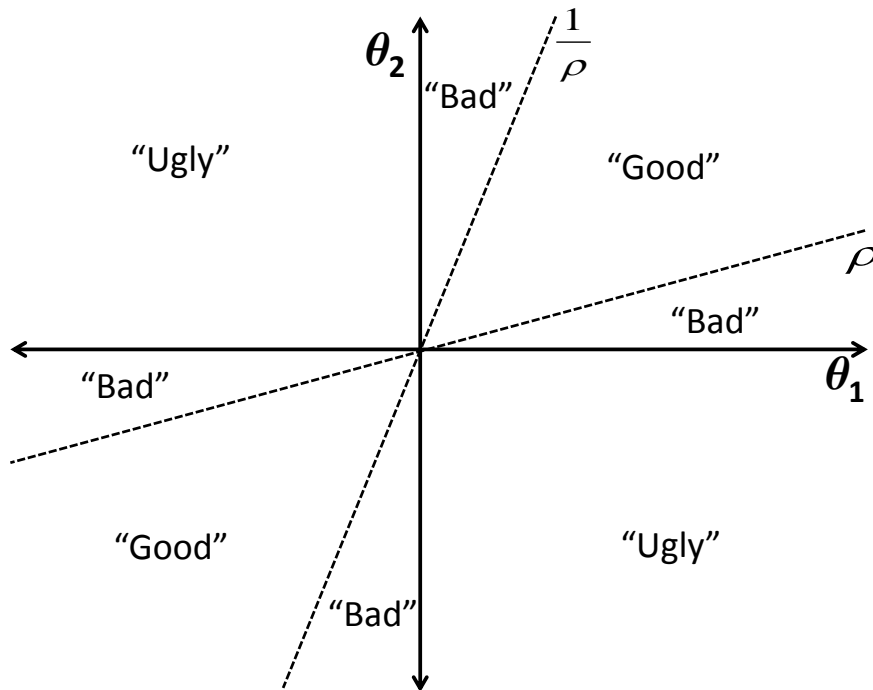 θ₂
1
ρ
“Bad”
“Ugly”
“Good”
ρ
“Bad”
θ₁
“Bad”
“Good”
“Ugly”
“Bad”